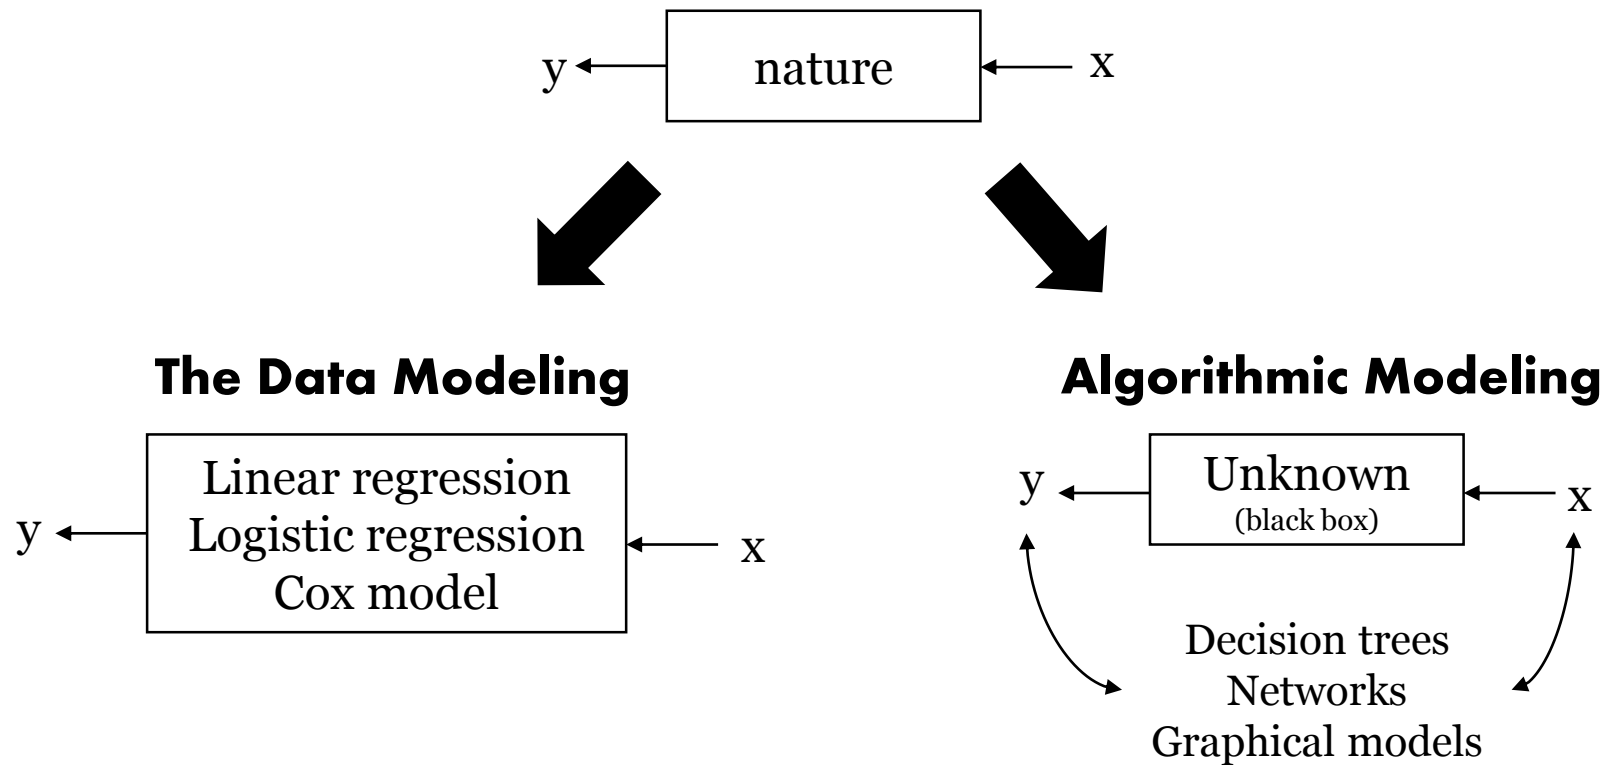 y nature x
The Data Modeling
Algorithmic Modeling
Linear regression
Logistic regression
Cox model
y
x
y
Unknown
(black box)
x
Decision trees
Networks
Graphical models